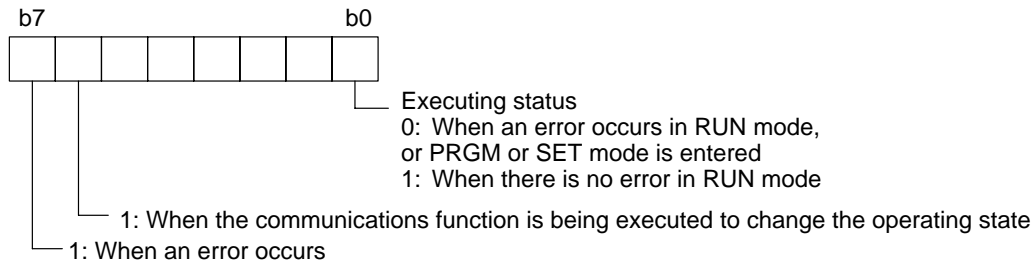 b7 b0
Executing status
0: When an error occurs in RUN mode,
or PRGM or SET mode is entered
1: When there is no error in RUN mode
1: When the communications function is being executed to change the operating state
1: When an error occurs